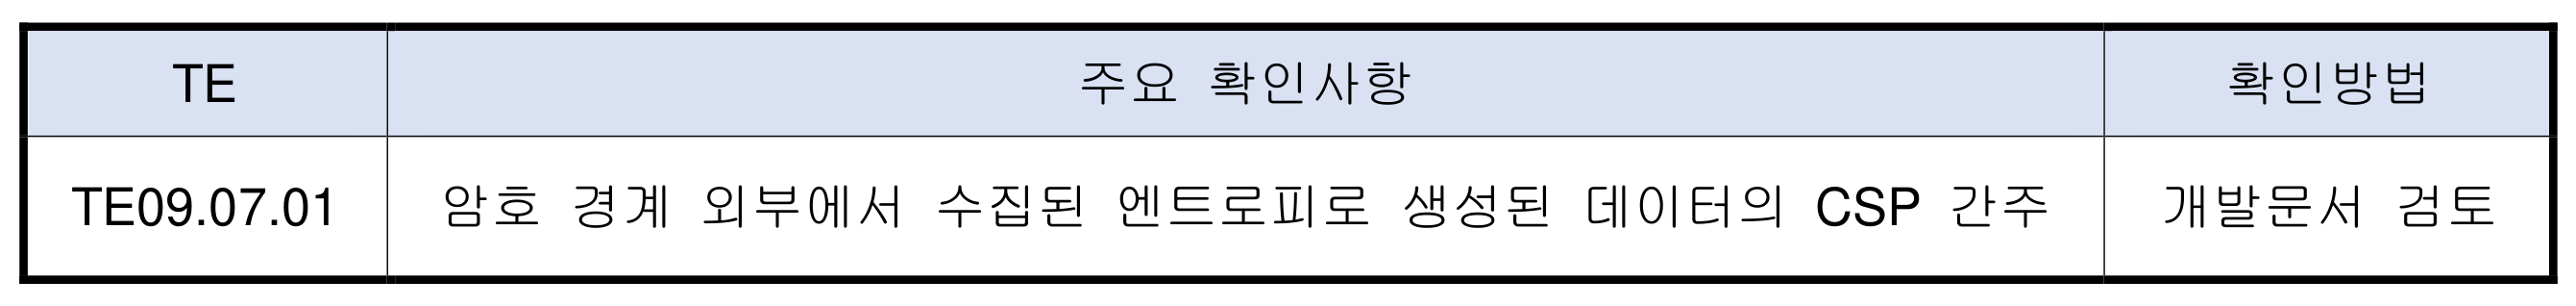 TE 주요 확인사항 확인방법
TE09.07.01 암호 경계 외부에서 수집된 엔트로피로 생성된 데이터의 CSP 간주 개발문서 검토